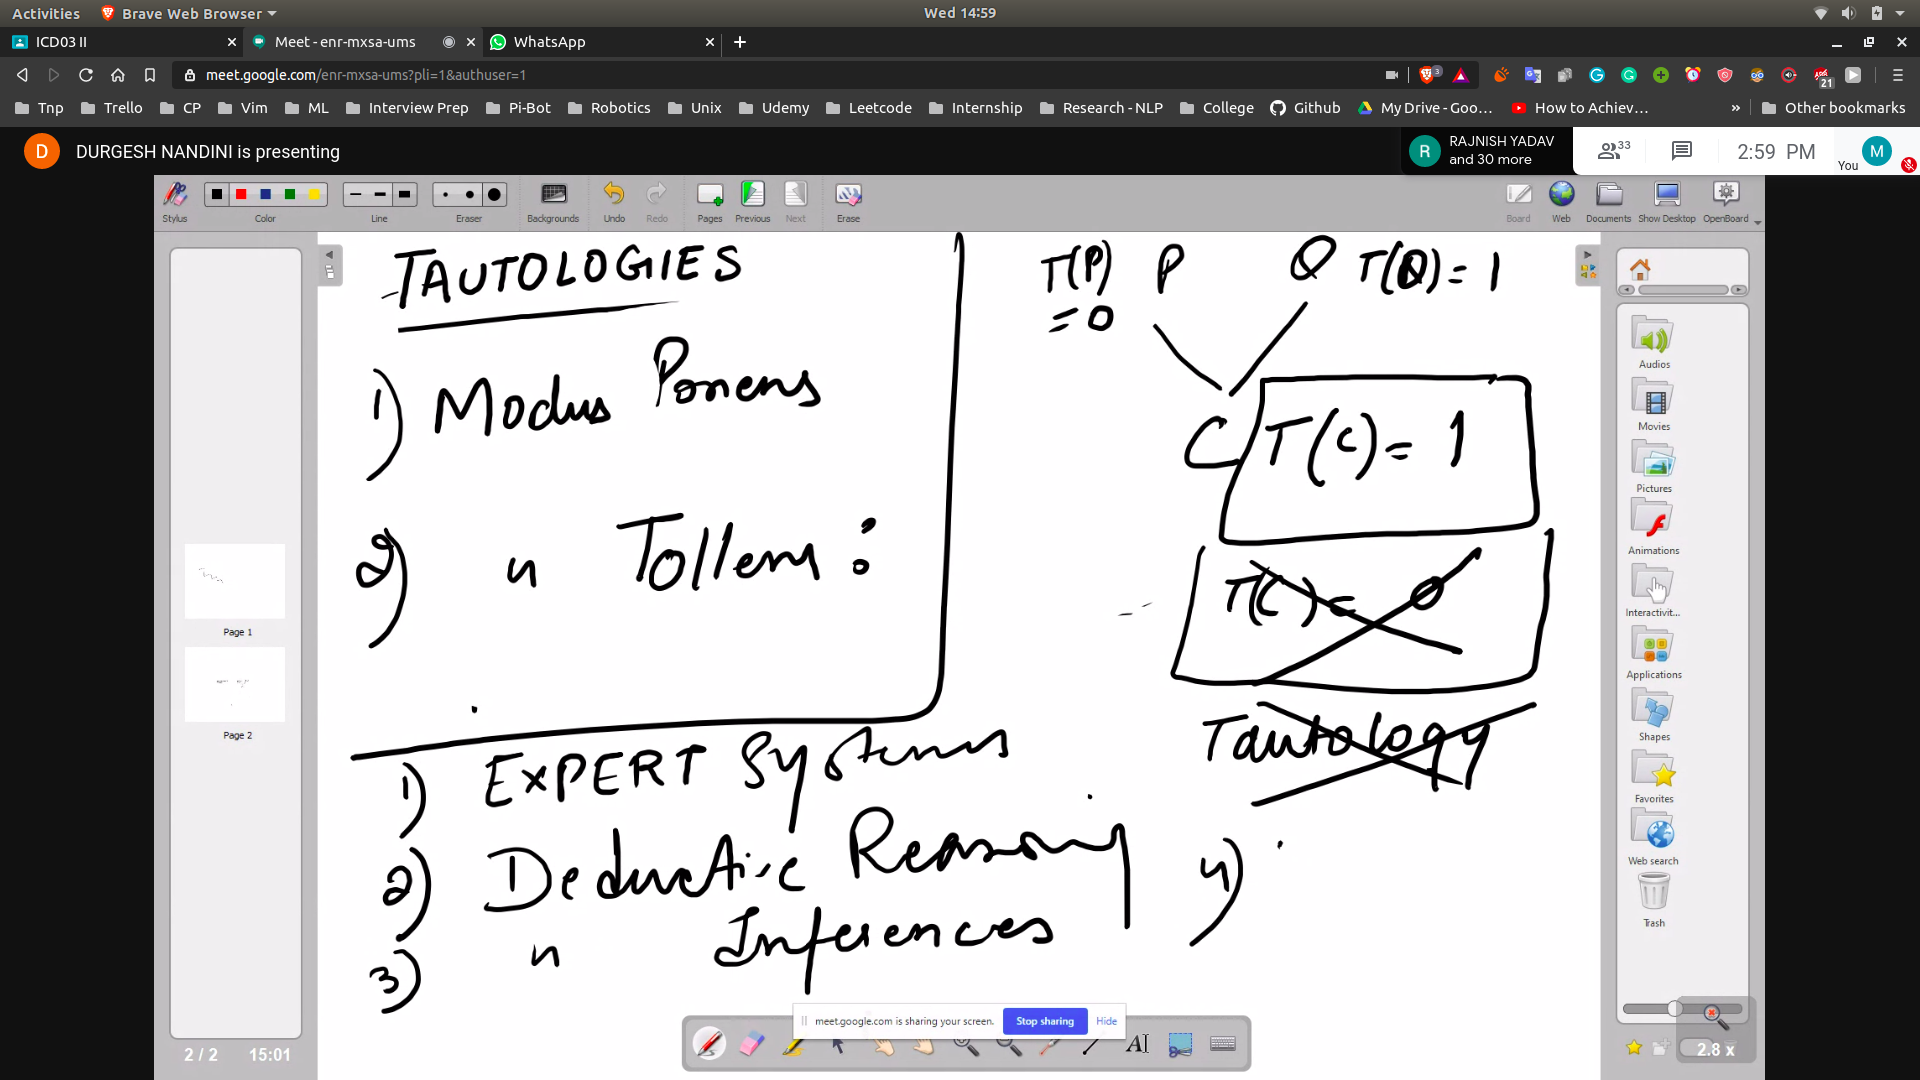 Activities
Brave Web Browser
Wed 14:59
ICD03 II
Meet - enr-mxsa-ums
WhatsApp
meet.google.com/enr-mxsa-ums?pli=1&authuser=1
3
21
Tnp
Trello
CP
Vim
ML
Interview Prep
Pi-Bot
Robotics
Unix
Udemy
Leetcode
Internship
Research - NLP
College
Github
My Drive - Goo...
How to Achiev...
»
Other bookmarks
D
DURGESH NANDINI is presenting
R
RAJNISH YADAV
and 30 more
33
2:59 PM
You
M
Stylus
Color
Line
Eraser
Backgrounds
Undo
Redo
Pages
Previous
Next
Erase
Board
Web
Documents
Show Desktop
OpenBoard
Page 1
Page 2
2 / 2
15:01
TAUTOLOGIES
1) Modus Ponens
2) " Tollens :
T(P) P Q T(Q) = 1
= 0
C T(C) = 1
T(C) = 0
Tautology
1) EXPERT Systems
2) Deductive Reasoning
3) " Inferences
4)
Audios
Movies
Pictures
Animations
Interactivit...
Applications
Shapes
Favorites
Web search
Trash
meet.google.com is sharing your screen.
Stop sharing
Hide
AI
2.8 x